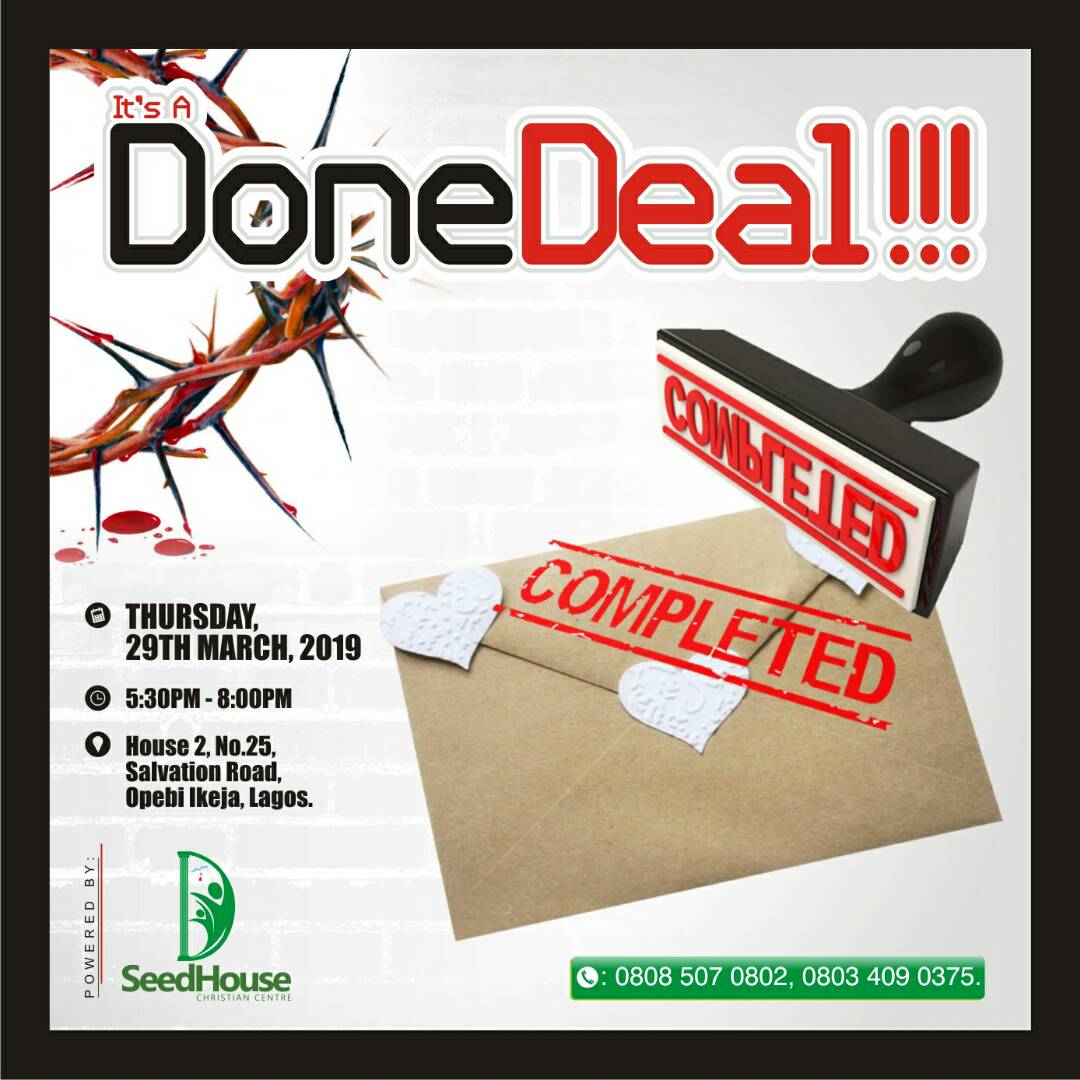 It's A
DoneDeal!!!
COMPLETED
COMPLETED
THURSDAY,
29TH MARCH, 2019
5:30PM - 8:00PM
House 2, No.25,
Salvation Road,
Opebi Ikeja, Lagos.
POWERED BY:
SeedHouse
CHRISTIAN CENTRE
: 0808 507 0802, 0803 409 0375.